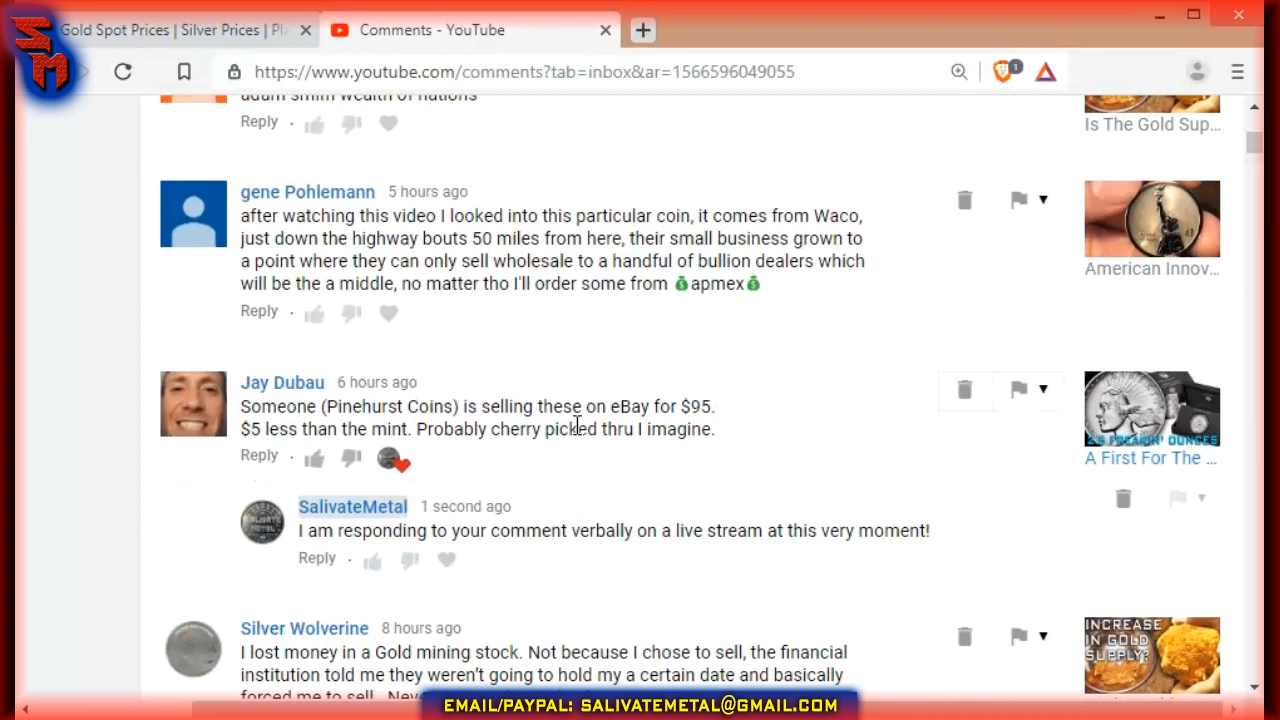 SM
Gold Spot Prices | Silver Prices | Pl
Comments - YouTube
https://www.youtube.com/comments?tab=inbox&ar=1566596049055
1
adam smith wealth of nations
Reply
Is The Gold Sup...
gene Pohlemann 5 hours ago
after watching this video I looked into this particular coin, it comes from Waco,
just down the highway bouts 50 miles from here, their small business grown to
a point where they can only sell wholesale to a handful of bullion dealers which
will be the a middle, no matter tho I'll order some from 💰apmex💰
Reply
American Innov...
Jay Dubau 6 hours ago
Someone (Pinehurst Coins) is selling these on eBay for $95.
$5 less than the mint. Probably cherry picked thru I imagine.
Reply
2 FREAKIN' OUNCES
A First For The ...
SalivateMetal 1 second ago
I am responding to your comment verbally on a live stream at this very moment!
Reply
Silver Wolverine 8 hours ago
I lost money in a Gold mining stock. Not because I chose to sell, the financial
institution told me they weren't going to hold my a certain date and basically
forced me to sell.
INCREASE
IN GOLD
SUPPLY?
EMAIL/PAYPAL: SALIVATEMETAL@GMAIL.COM